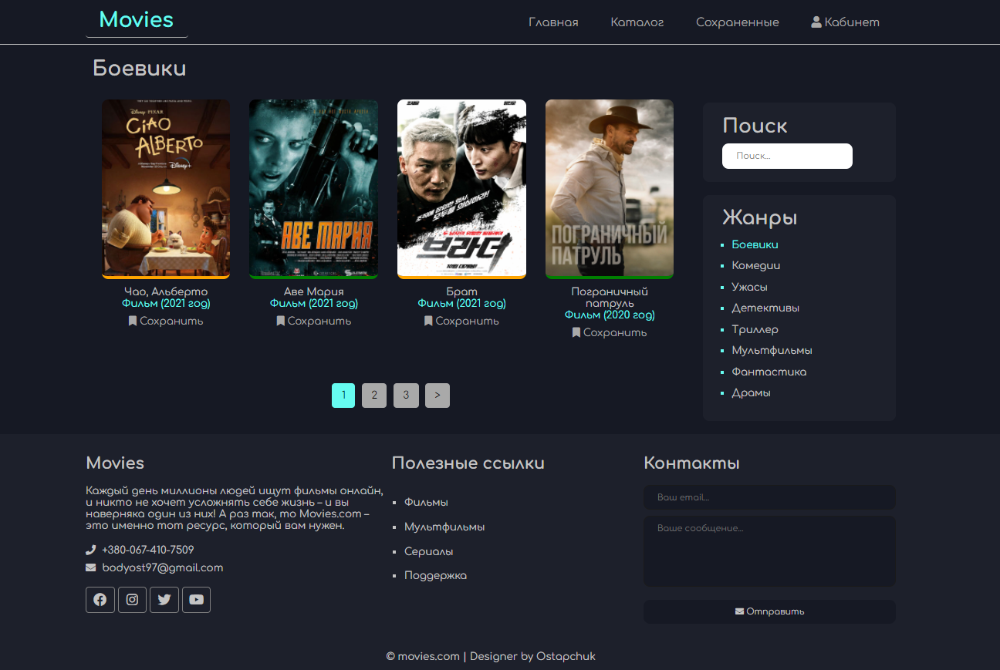 Movies
Главная
Каталог
Сохраненные
Кабинет
Боевики
Disney PIXAR
CIAO
ALBERTO
Disney+
АВЕ МАРИЯ
브라더
ПОГРАНИЧНЫЙ
ПАТРУЛЬ
Чао, Альберто
Фильм (2021 год)
Сохранить
Аве Мария
Фильм (2021 год)
Сохранить
Брат
Фильм (2021 год)
Сохранить
Пограничный
патруль
Фильм (2020 год)
Сохранить
1
2
3
>
Поиск
Поиск...
Жанры
Боевики
Комедии
Ужасы
Детективы
Триллер
Мультфильмы
Фантастика
Драмы
Movies
Каждый день миллионы людей ищут фильмы онлайн,
и никто не хочет усложнять себе жизнь – и вы
наверняка один из них! А раз так, то Movies.com –
это именно тот ресурс, который вам нужен.
+380-067-410-7509
bodyost97@gmail.com
Полезные ссылки
Фильмы
Мультфильмы
Сериалы
Поддержка
Контакты
Ваш email...
Ваше сообщение...
Отправить
© movies.com | Designer by Ostapchuk